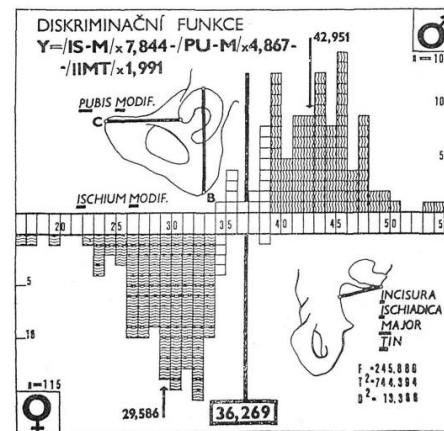 DISKRIMINAČNÍ FUNKCE
Y=/IS-M/x7,844-/PU-M/x4,867-
-/IIMT/x1,991
42,951
♂
10
PUBIS MODIF.
C
B
5
ISCHIUM MODIF.
20 25 30 35 40 45 50
5
INCISURA
ISCHIADICA
MAJOR
TIN
10
F =245,886
T²=744,394
D²= 13,386
n=115
♀
29,586
36,269